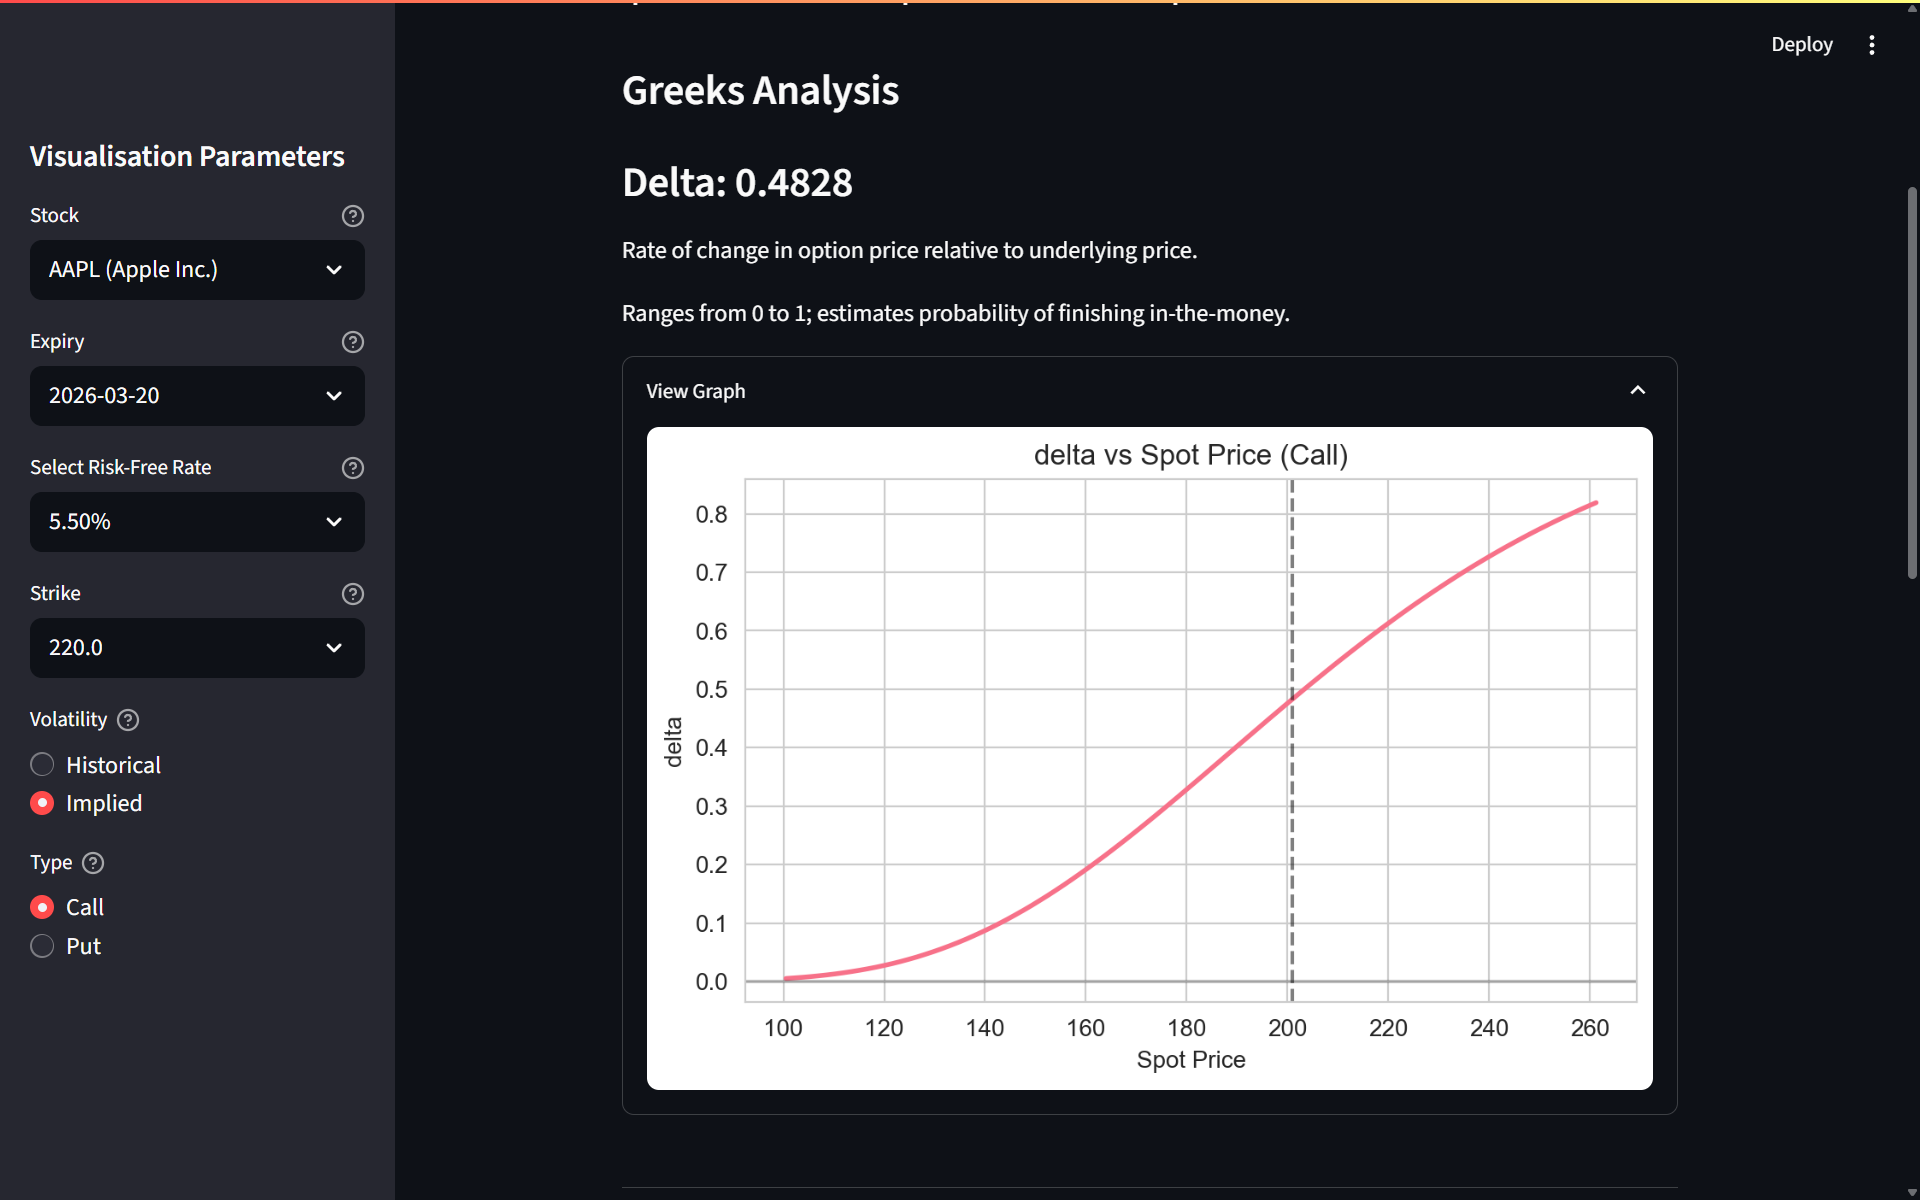 Deploy
Visualisation Parameters
Stock
AAPL (Apple Inc.)
Expiry
2026-03-20
Select Risk-Free Rate
5.50%
Strike
220.0
Volatility
Historical
Implied
Type
Call
Put
Greeks Analysis
Delta: 0.4828
Rate of change in option price relative to underlying price.
Ranges from 0 to 1; estimates probability of finishing in-the-money.
View Graph
delta vs Spot Price (Call)
0.8
0.7
0.6
0.5
0.4
0.3
0.2
0.1
0.0
delta
100 120 140 160 180 200 220 240 260
Spot Price